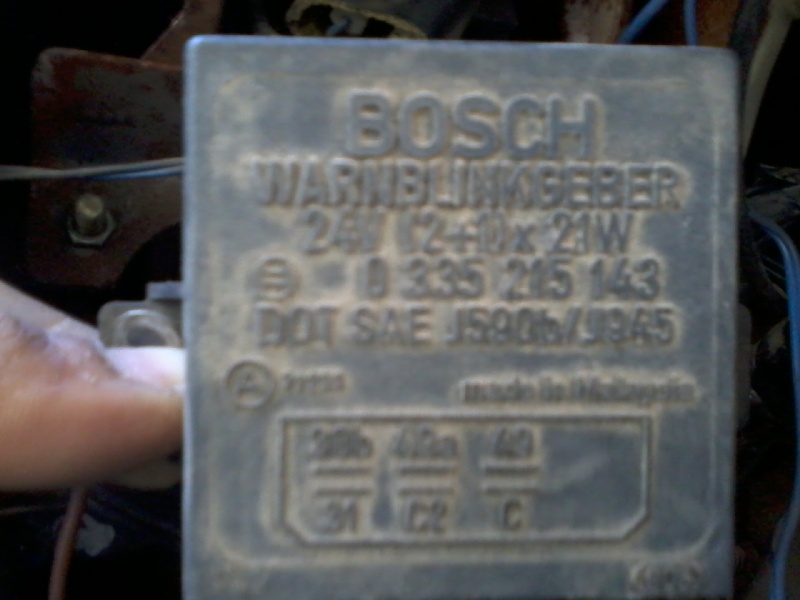 BOSCH
WARNBLINKGEBER
24V (2+1)x 21W
0 335 215 143
DOT SAE J590b/J945
made in Malaysia
49a 49
31 C2 C